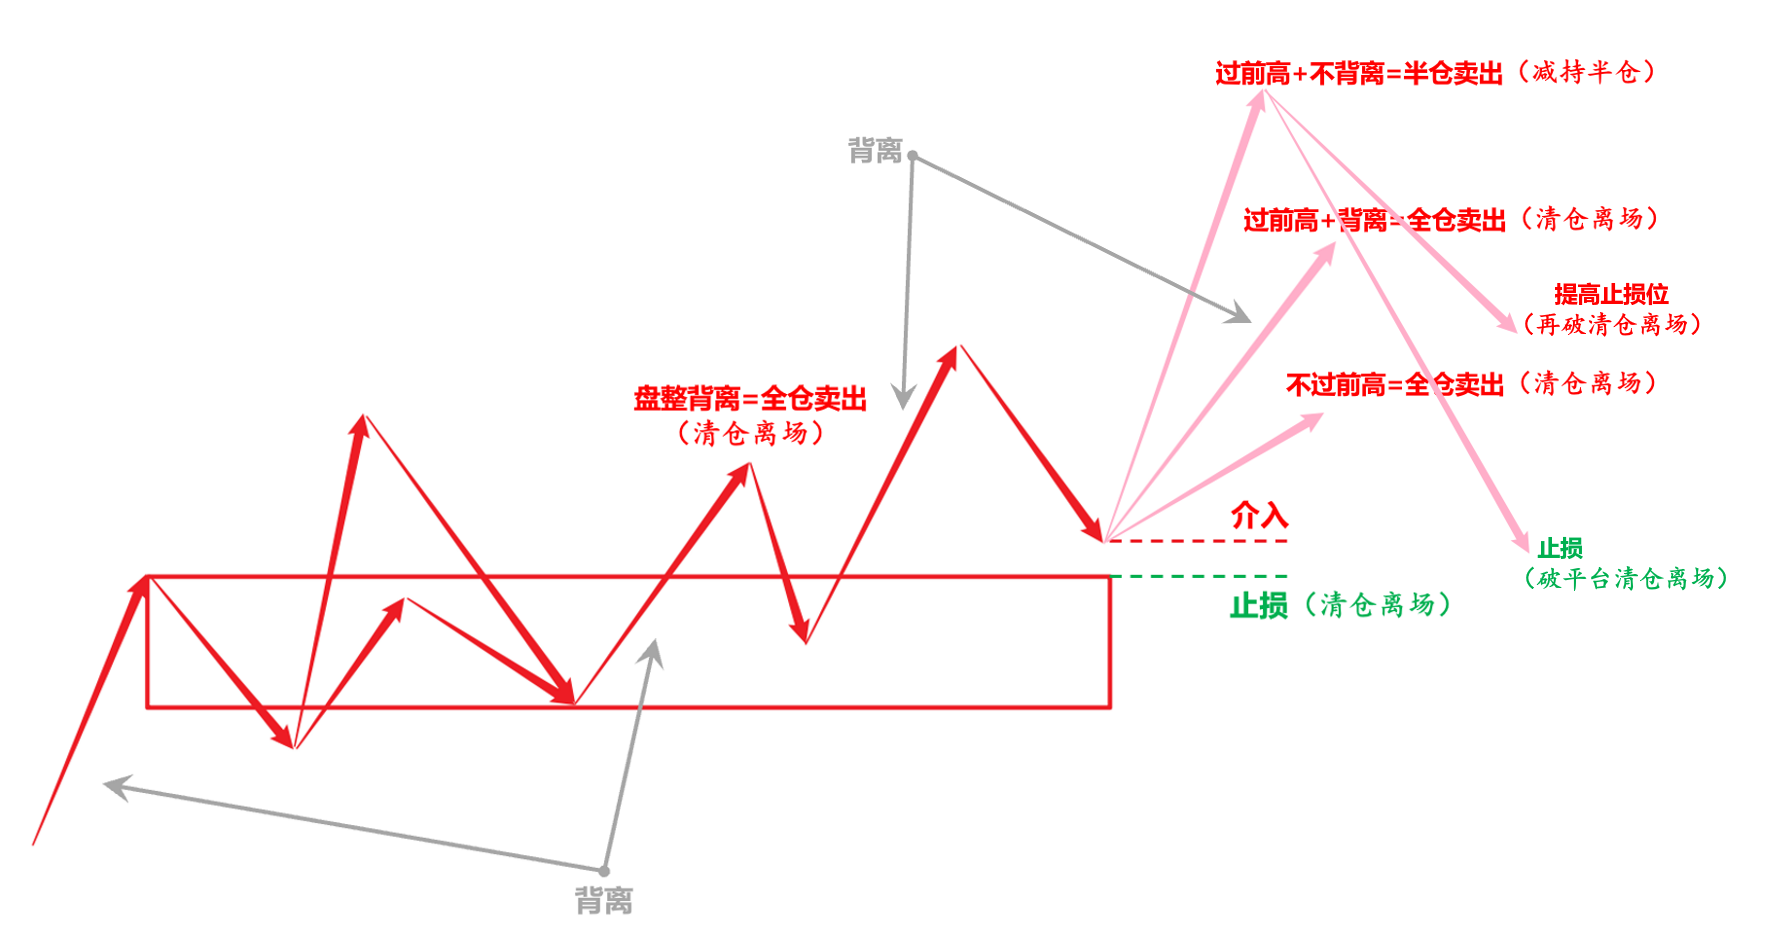 过前高+不背离=半仓卖出（减持半仓）
背离
过前高+背离=全仓卖出（清仓离场）
提高止损位
（再破清仓离场）
不过前高=全仓卖出（清仓离场）
盘整背离=全仓卖出
（清仓离场）
介入
止损
（破平台清仓离场）
止损（清仓离场）
背离